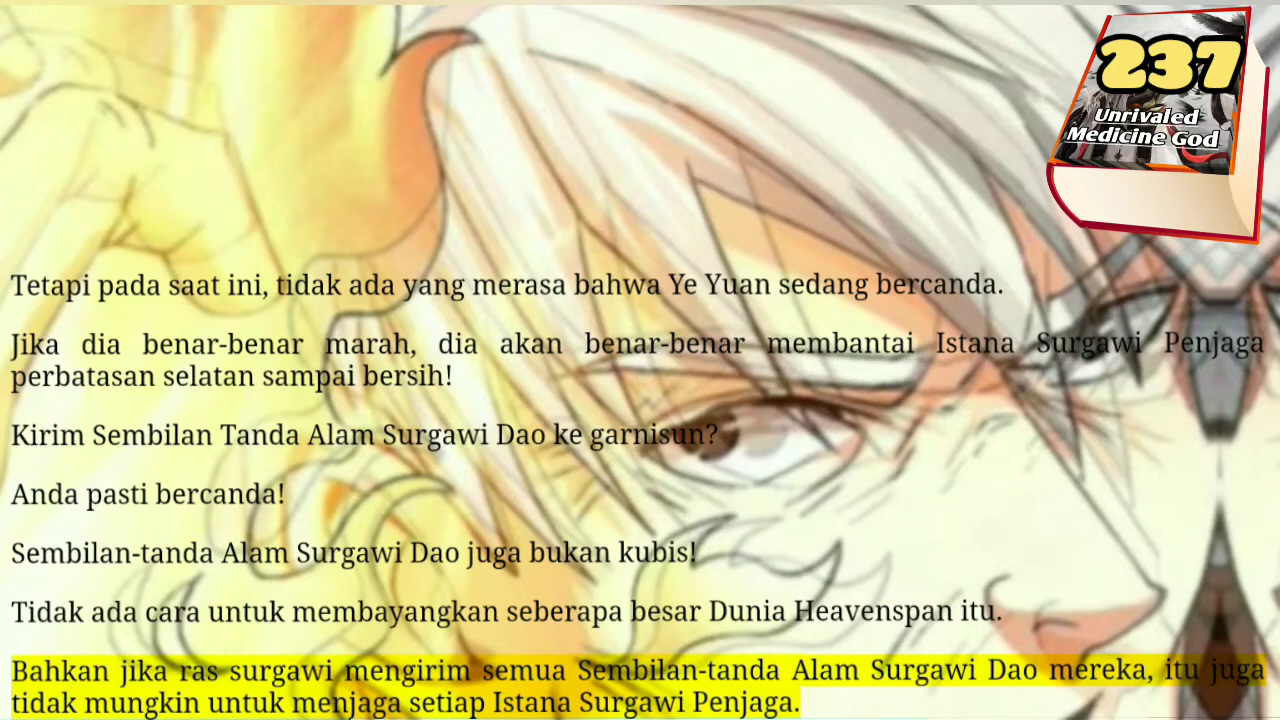 237
Unrivaled
Medicine God
Tetapi pada saat ini, tidak ada yang merasa bahwa Ye Yuan sedang bercanda.
Jika dia benar-benar marah, dia akan benar-benar membantai Istana Surgawi Penjaga
perbatasan selatan sampai bersih!
Kirim Sembilan Tanda Alam Surgawi Dao ke garnisun?
Anda pasti bercanda!
Sembilan-tanda Alam Surgawi Dao juga bukan kubis!
Tidak ada cara untuk membayangkan seberapa besar Dunia Heavenspan itu.
Bahkan jika ras surgawi mengirim semua Sembilan-tanda Alam Surgawi Dao mereka, itu juga
tidak mungkin untuk menjaga setiap Istana Surgawi Penjaga.